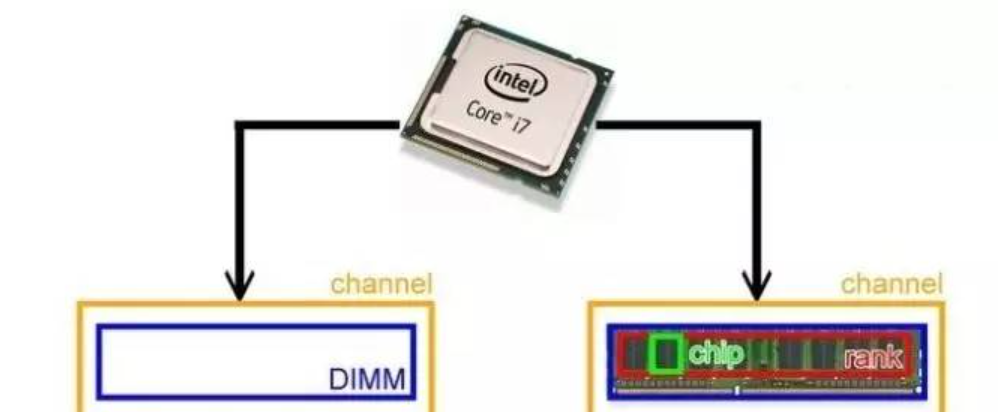 intel
Core™ i7
channel
channel
DIMM
chip
rank